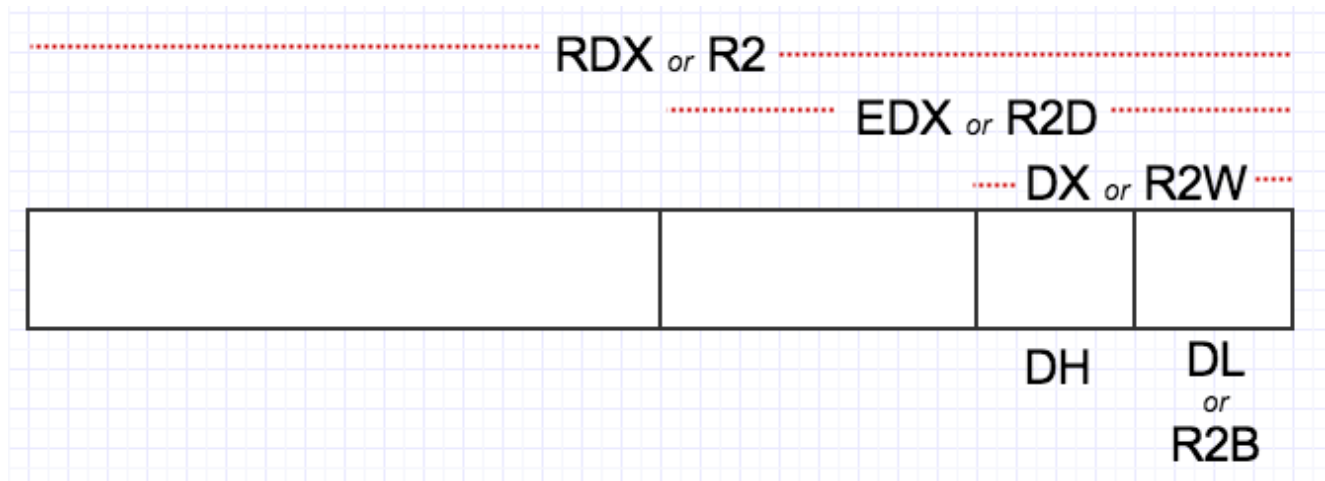 RDX or R2
EDX or R2D
DX or R2W
DH
DL
or
R2B